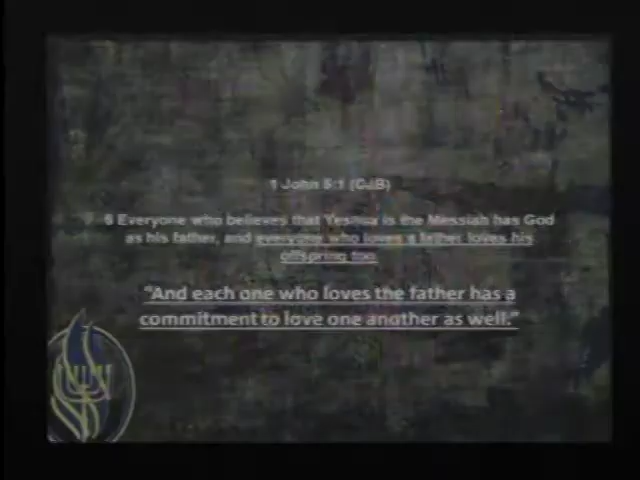 1 John 5:1 (CJB)
5 Everyone who believes that Yeshua is the Messiah has God
as his father, and everyone who loves a father loves his
offspring too.
"And each one who loves the father has a
commitment to love one another as well."